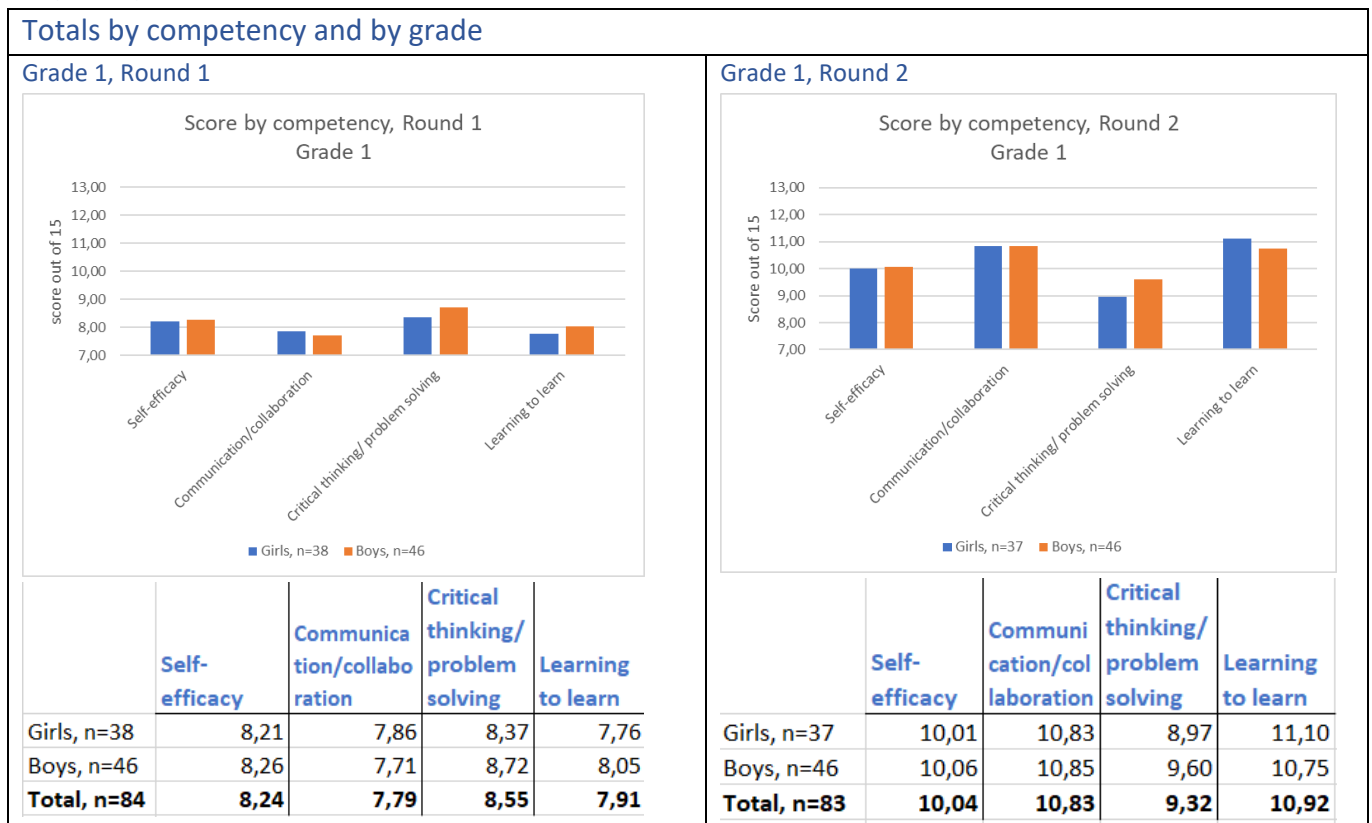 Totals by competency and by grade
Grade 1, Round 1
Score by competency, Round 1
Grade 1
score out of 15
13,00
12,00
11,00
10,00
9,00
8,00
7,00
Self-efficacy
Communication/collaboration
Critical thinking/ problem solving
Learning to learn
Girls, n=38 Boys, n=46
Critical
Communica thinking/
Self- tion/collabo problem Learning
efficacy ration solving to learn
Girls, n=38 8,21 7,86 8,37 7,76
Boys, n=46 8,26 7,71 8,72 8,05
Total, n=84 8,24 7,79 8,55 7,91
Grade 1, Round 2
Score by competency, Round 2
Grade 1
Score out of 15
13,00
12,00
11,00
10,00
9,00
8,00
7,00
Self-efficacy
Communication/collaboration
Critical thinking/ problem solving
Learning to learn
Girls, n=37 Boys, n=46
Critical
Communi thinking/
Self- cation/col problem Learning
efficacy laboration solving to learn
Girls, n=37 10,01 10,83 8,97 11,10
Boys, n=46 10,06 10,85 9,60 10,75
Total, n=83 10,04 10,83 9,32 10,92